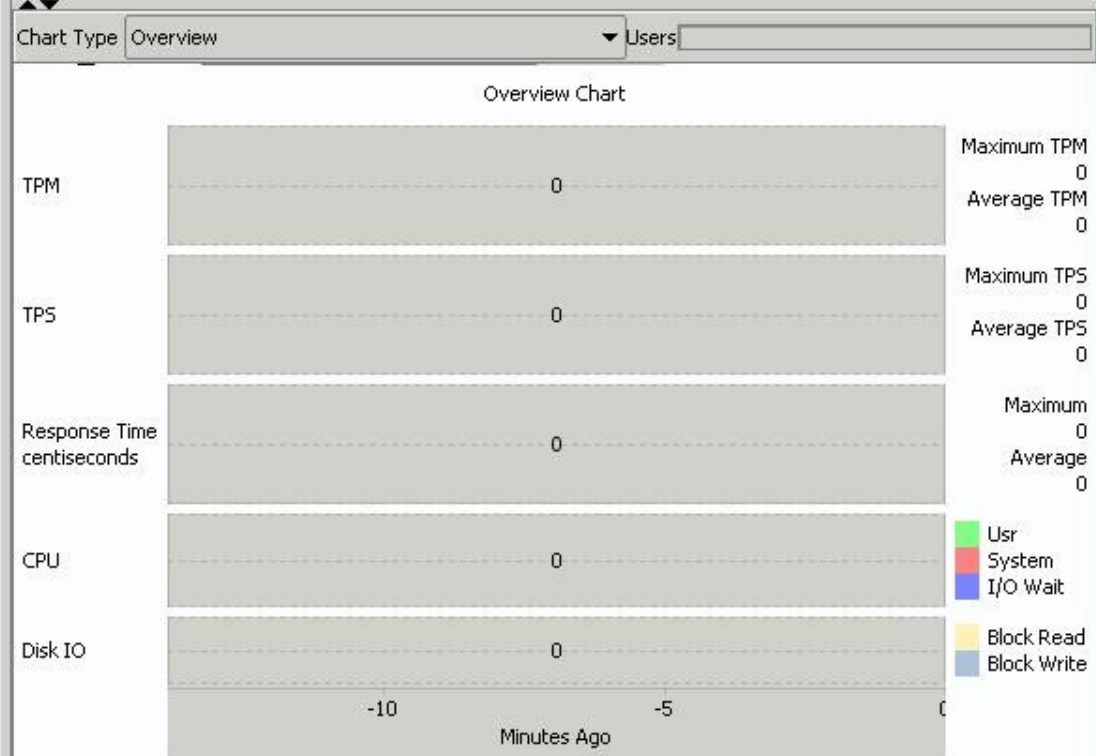 Chart Type Overview Users
Overview Chart
TPM
0
Maximum TPM
0
Average TPM
0
TPS
0
Maximum TPS
0
Average TPS
0
Response Time
centiseconds
0
Maximum
0
Average
0
CPU
0
Usr
System
I/O Wait
Disk IO
0
Block Read
Block Write
-10 -5 0
Minutes Ago